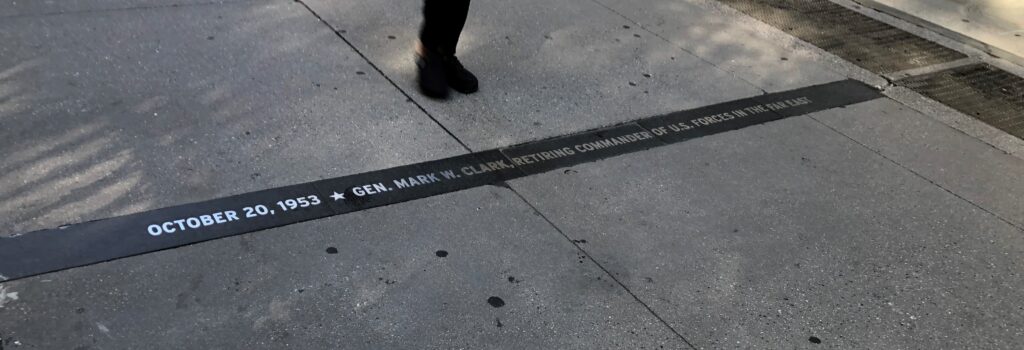 OCTOBER 20, 1953 ★ GEN. MARK W. CLARK, RETIRING COMMANDER OF U.S. FORCES IN THE FAR EAST